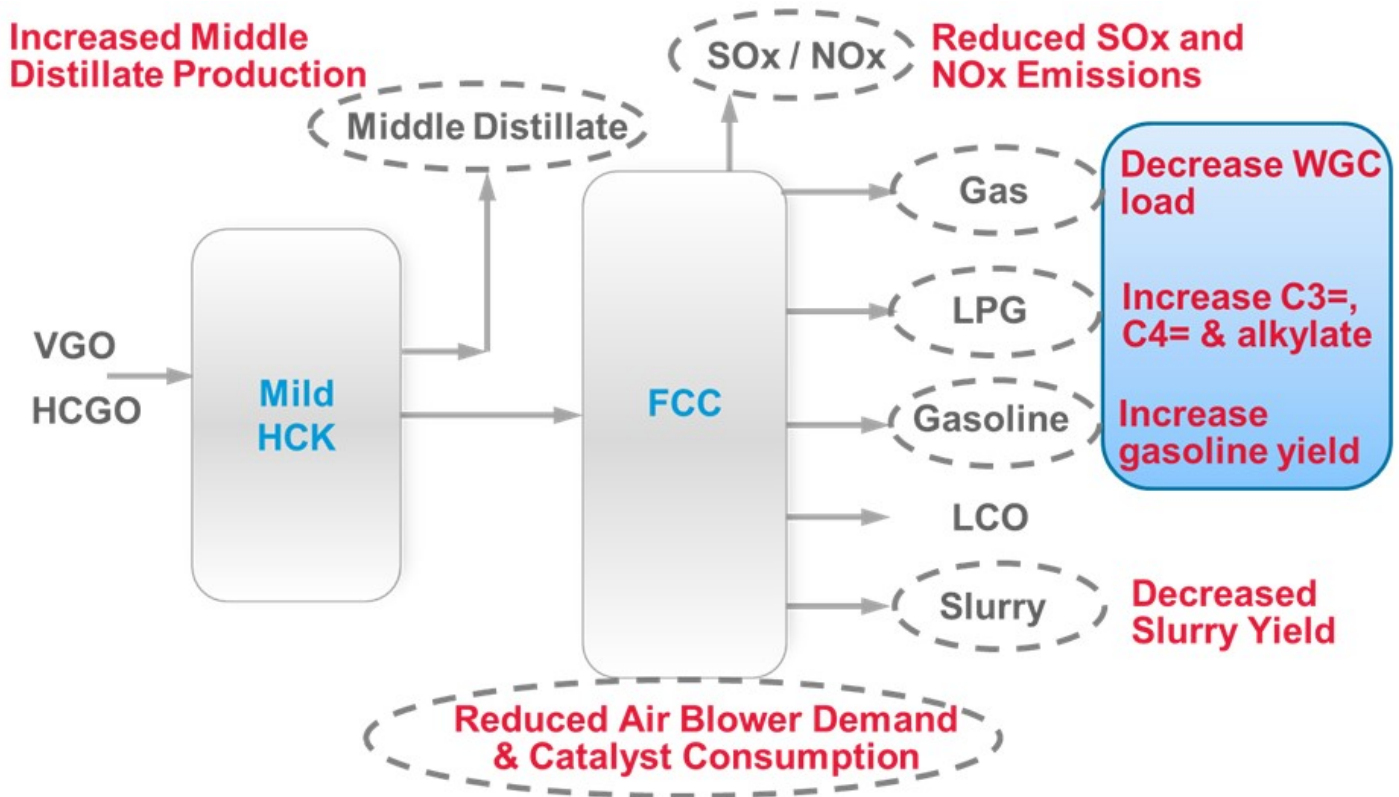 Increased Middle
Distillate Production
SOx / NOx
Reduced SOx and
NOx Emissions
Middle Distillate
Gas
Decrease WGC
load
VGO
HCGO
Mild
HCK
FCC
LPG
Increase C3=,
C4= & alkylate
Gasoline
Increase
gasoline yield
LCO
Slurry
Decreased
Slurry Yield
Reduced Air Blower Demand
& Catalyst Consumption